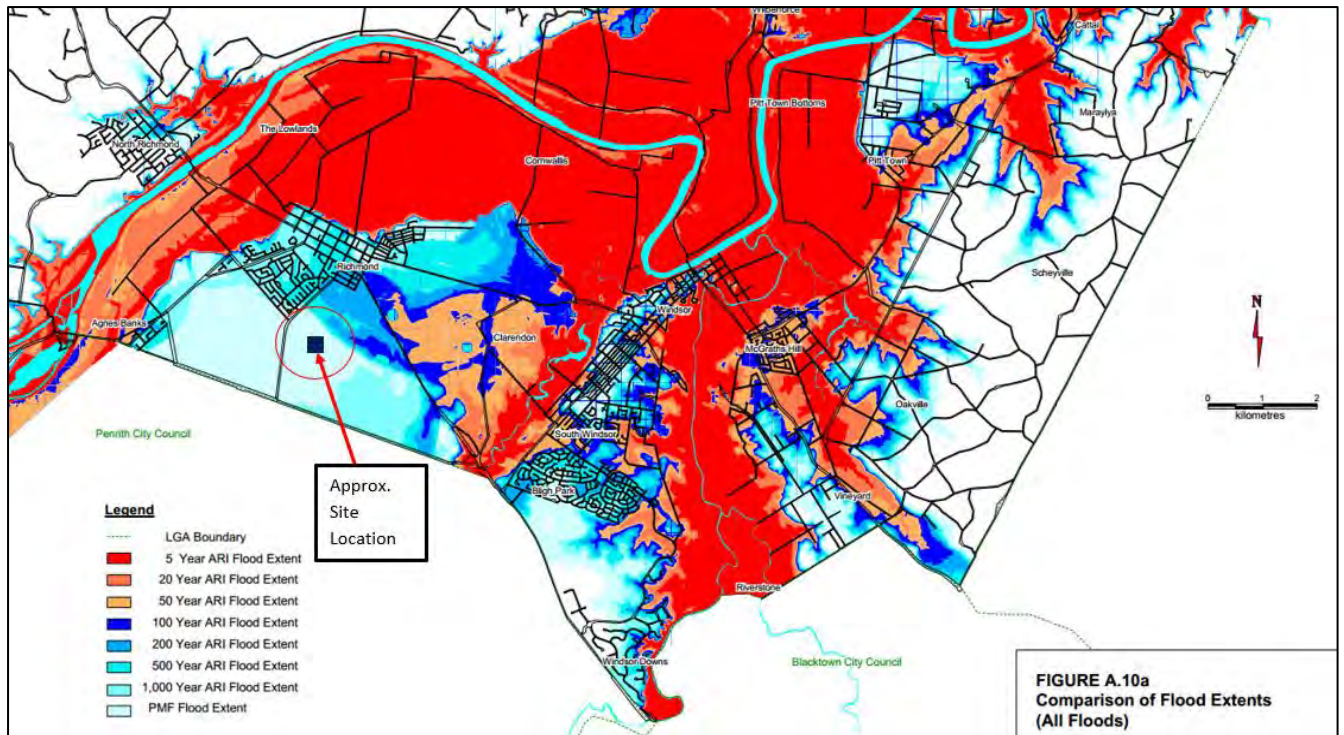 Wilberforce
Cattai
Pitt Town Bottoms
Maraylya
The Lowlands
North Richmond
Cornwallis
Pitt Town
Richmond
Scheyville
N
Windsor
Agnes Banks
Clarendon
McGraths Hill
0 1 2
kilometres
Oakville
Penrith City Council
South Windsor
Approx.
Site
Location
Bligh Park
Vineyard
Legend
LGA Boundary
5 Year ARI Flood Extent
20 Year ARI Flood Extent
50 Year ARI Flood Extent
100 Year ARI Flood Extent
200 Year ARI Flood Extent
500 Year ARI Flood Extent
1,000 Year ARI Flood Extent
PMF Flood Extent
Riverstone
Windsor Downs
Blacktown City Council
FIGURE A.10a
Comparison of Flood Extents
(All Floods)